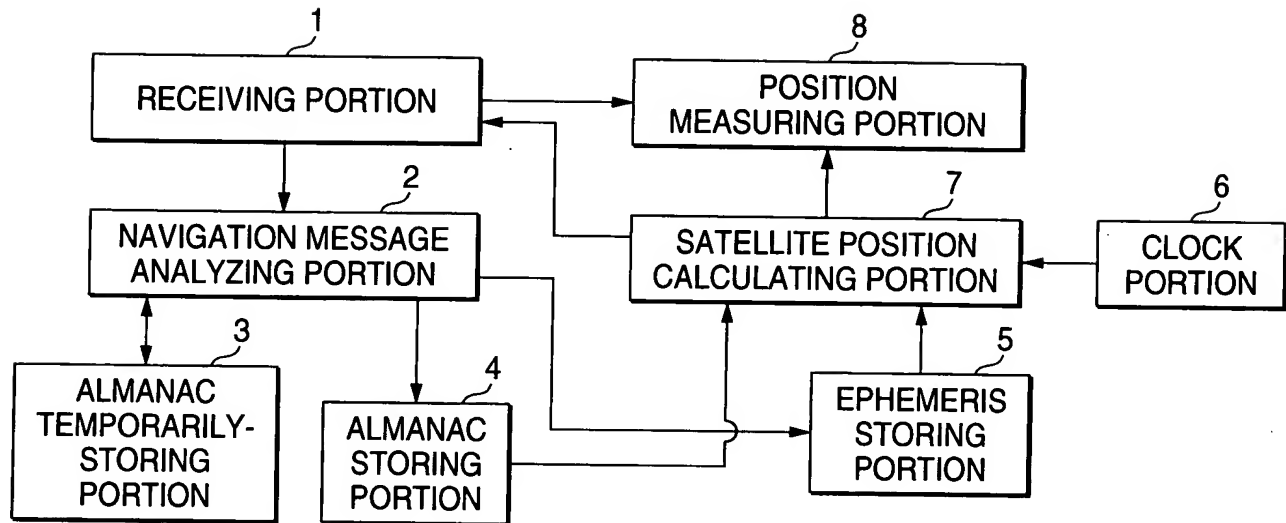 1
RECEIVING PORTION
8
POSITION
MEASURING PORTION
2
NAVIGATION MESSAGE
ANALYZING PORTION
7
SATELLITE POSITION
CALCULATING PORTION
6
CLOCK
PORTION
3
ALMANAC
TEMPORARILY-
STORING
PORTION
4
ALMANAC
STORING
PORTION
5
EPHEMERIS
STORING
PORTION